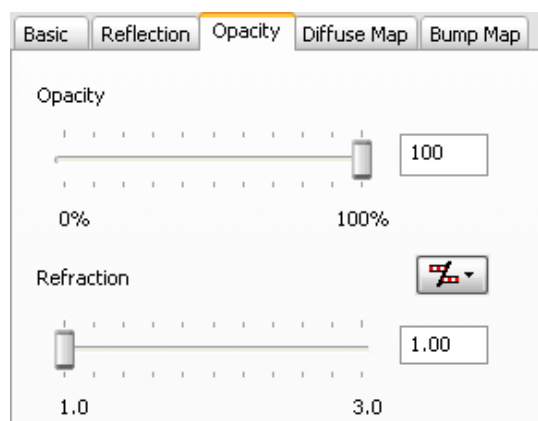 Basic Reflection Opacity Diffuse Map Bump Map
Opacity
100
0% 100%
Refraction
1.00
1.0 3.0